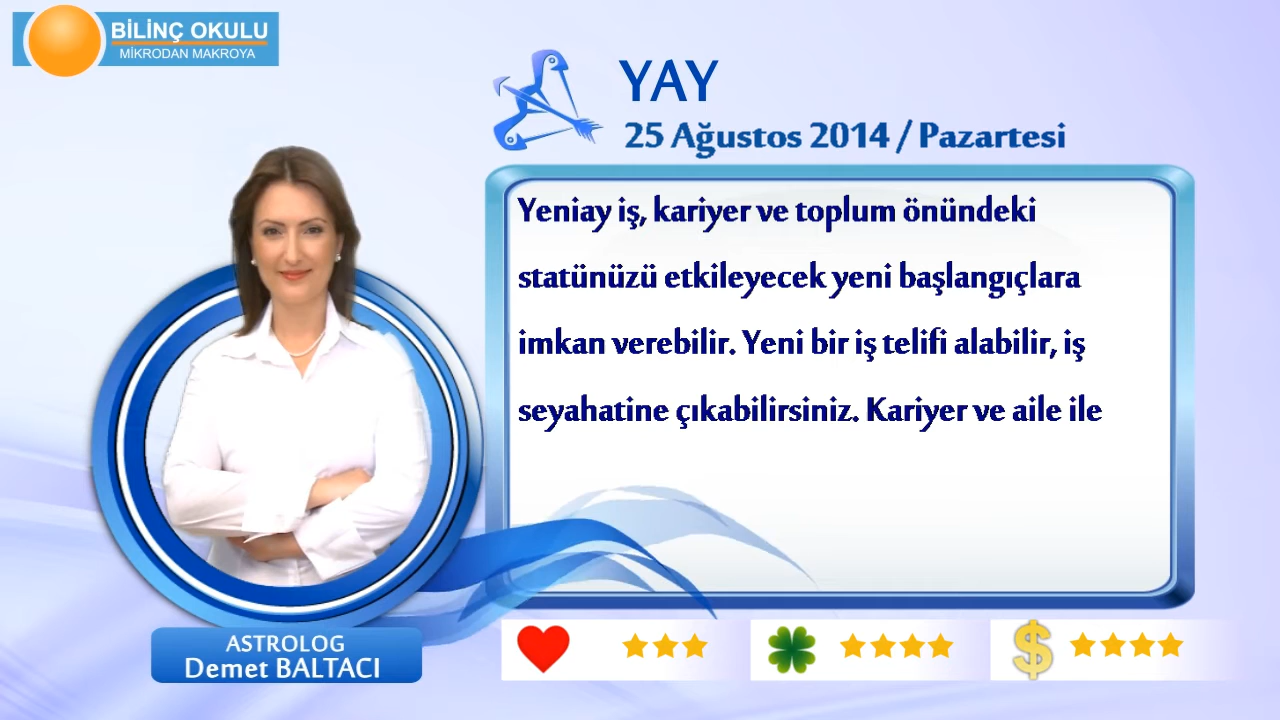 BİLİNÇ OKULU
MİKRODAN MAKROYA
YAY
25 Ağustos 2014 / Pazartesi
Yeniay iş, kariyer ve toplum önündeki
statünüzü etkileyecek yeni başlangıçlara
imkan verebilir. Yeni bir iş telifi alabilir, iş
seyahatine çıkabilirsiniz. Kariyer ve aile ile
ASTROLOG
Demet BALTACI